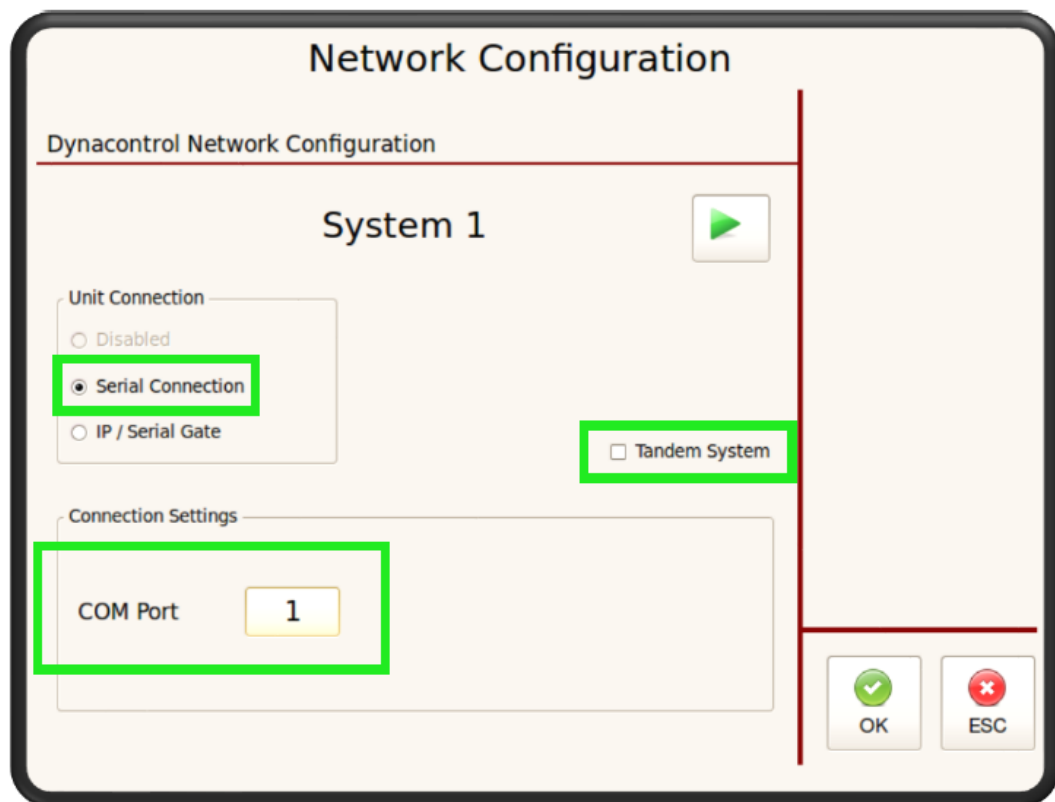 Network Configuration
Dynacontrol Network Configuration
System 1
Unit Connection
Disabled
Serial Connection
IP / Serial Gate
Tandem System
Connection Settings
COM Port 1
OK ESC